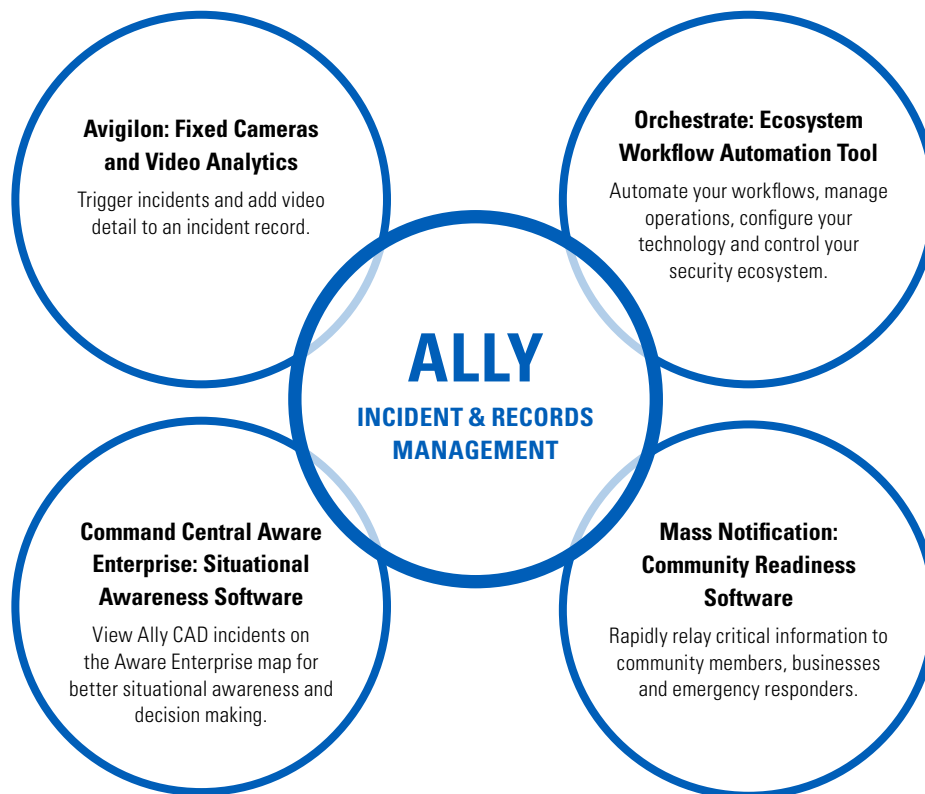 Avigilon: Fixed Cameras
and Video Analytics
Trigger incidents and add video
detail to an incident record.
Orchestrate: Ecosystem
Workflow Automation Tool
Automate your workflows, manage
operations, configure your
technology and control your
security ecosystem.
ALLY
INCIDENT & RECORDS
MANAGEMENT
Command Central Aware
Enterprise: Situational
Awareness Software
View Ally CAD incidents on
the Aware Enterprise map for
better situational awareness and
decision making.
Mass Notification:
Community Readiness
Software
Rapidly relay critical information to
community members, businesses
and emergency responders.